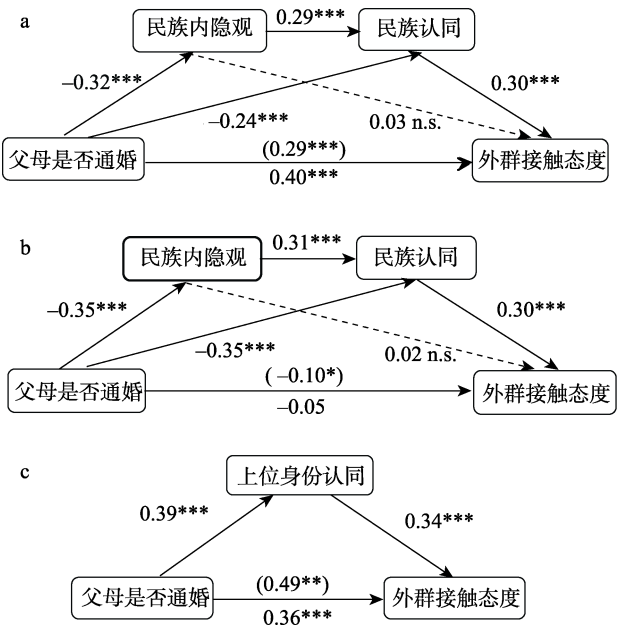 a
民族内隐观
0.29***
民族认同
–0.32***
0.30***
–0.24***
0.03 n.s.
父母是否通婚
(0.29***)
0.40***
外群接触态度
b
民族内隐观
0.31***
民族认同
–0.35***
0.30***
–0.35***
0.02 n.s.
父母是否通婚
( –0.10*)
–0.05
外群接触态度
c
上位身份认同
0.39***
0.34***
父母是否通婚
(0.49**)
0.36***
外群接触态度